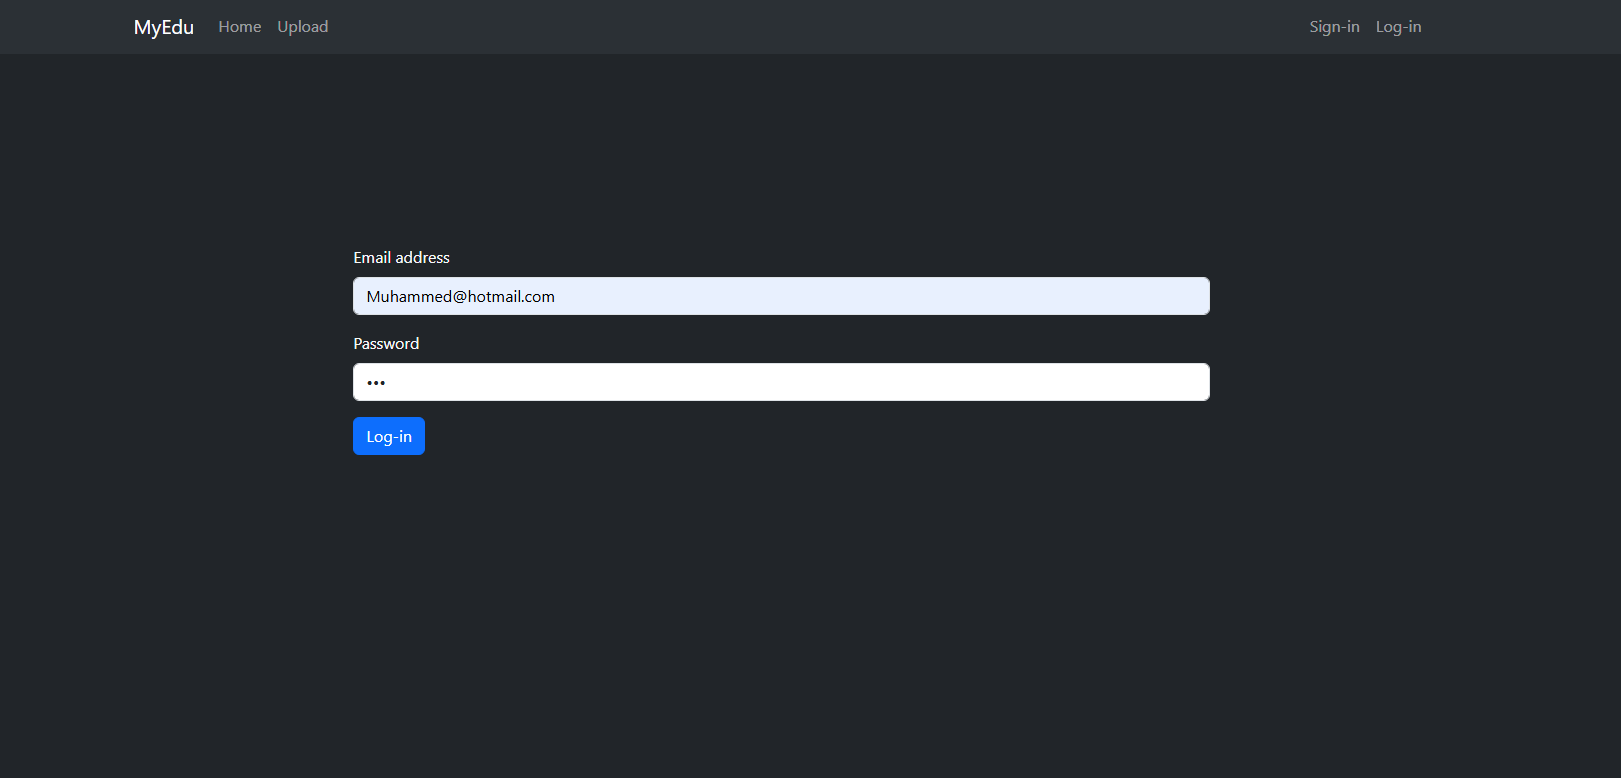 MyEdu Home Upload Sign-in Log-in
Email address
Muhammed@hotmail.com
Password
•••
Log-in